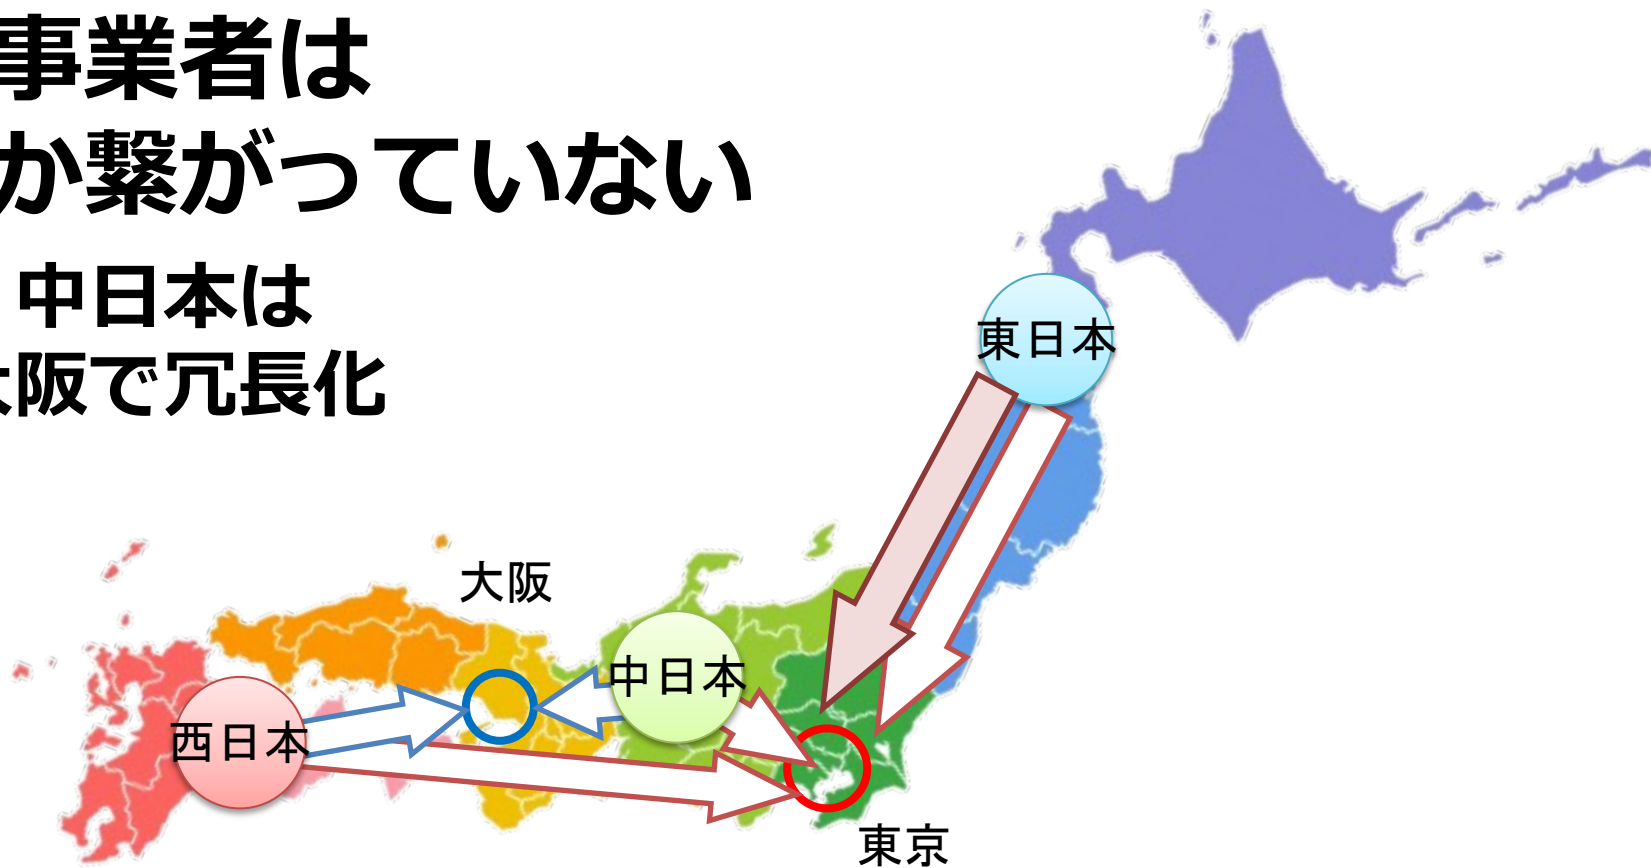 事業者は
か繋がっていない
中日本は
大阪で冗長化
東日本
大阪
中日本
西日本
東京